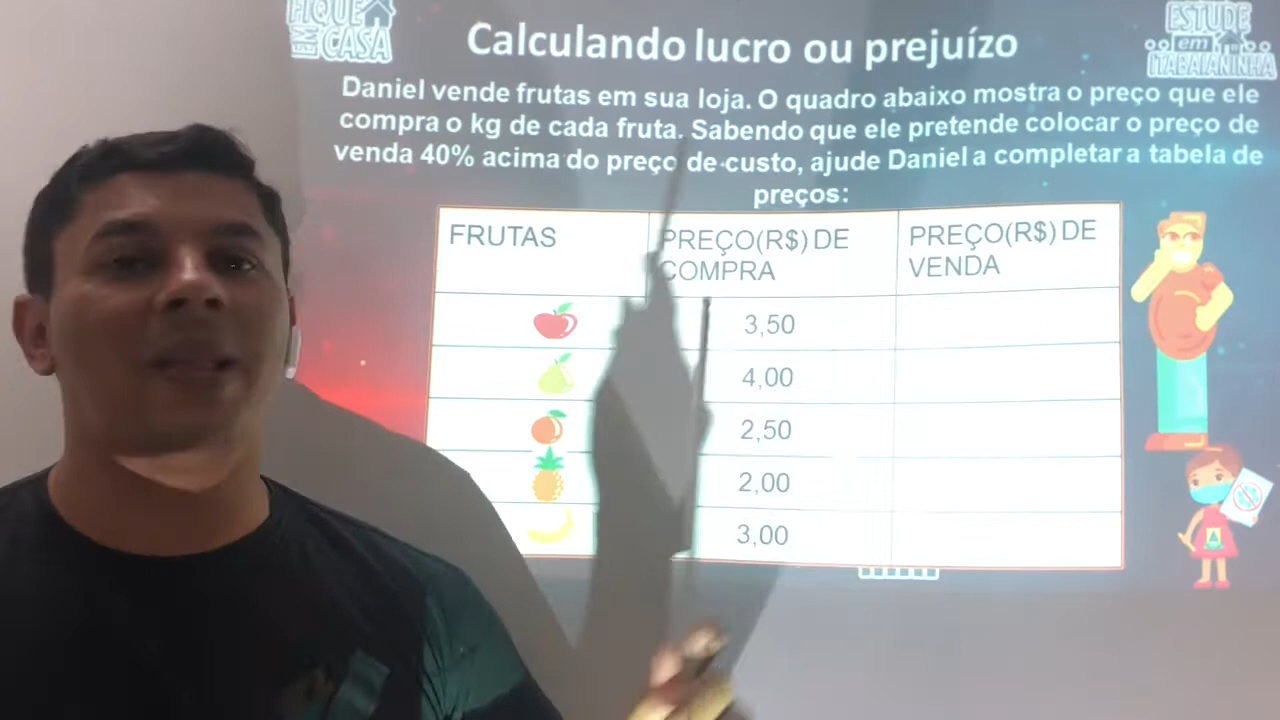 FIQUE
EM
CASA
Calculando lucro ou prejuízo
ESTUDE
em
ITABAIANINHA
Daniel vende frutas em sua loja. O quadro abaixo mostra o preço que ele
compra o kg de cada fruta. Sabendo que ele pretende colocar o preço de
venda 40% acima do preço de custo, ajude Daniel a completar a tabela de
preços:
FRUTAS
PREÇO(R$) DE
COMPRA
PREÇO(R$) DE
VENDA
3,50
4,00
2,50
2,00
3,00